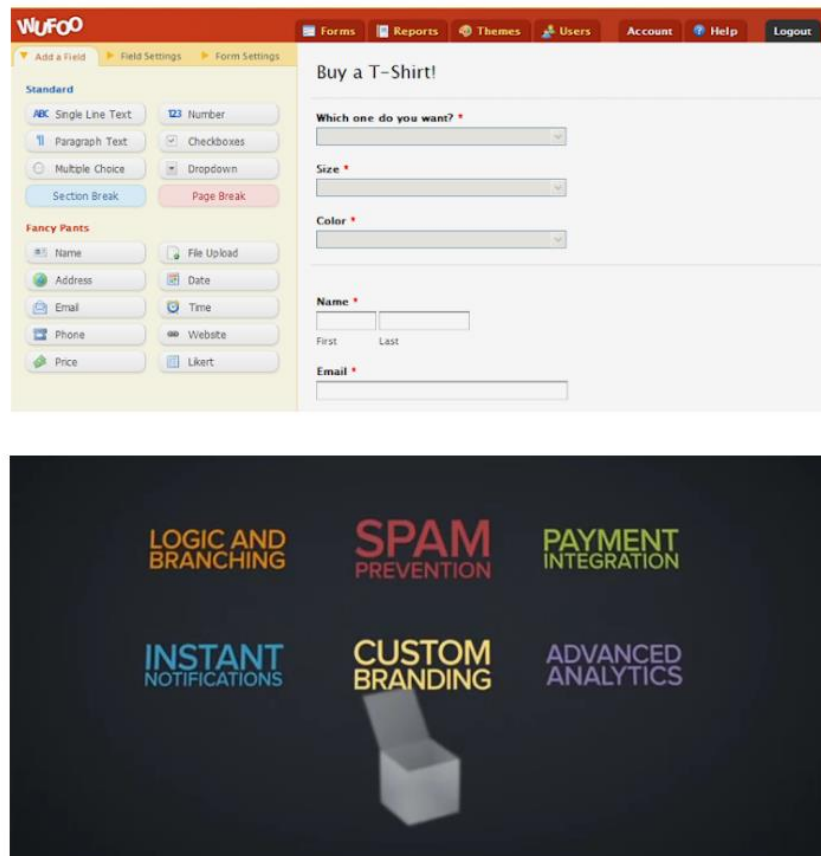 WUFOO
Forms Reports Themes Users Account Help Logout
Add a Field Field Settings Form Settings
Standard
ABC Single Line Text 123 Number
Paragraph Text Checkboxes
Multiple Choice Dropdown
Section Break Page Break
Fancy Pants
Name File Upload
Address Date
Email Time
Phone Website
Price Likert
Buy a T-Shirt!
Which one do you want? *
Size *
Color *
Name *
First Last
Email *
LOGIC AND
BRANCHING
SPAM
PREVENTION
PAYMENT
INTEGRATION
INSTANT
NOTIFICATIONS
CUSTOM
BRANDING
ADVANCED
ANALYTICS